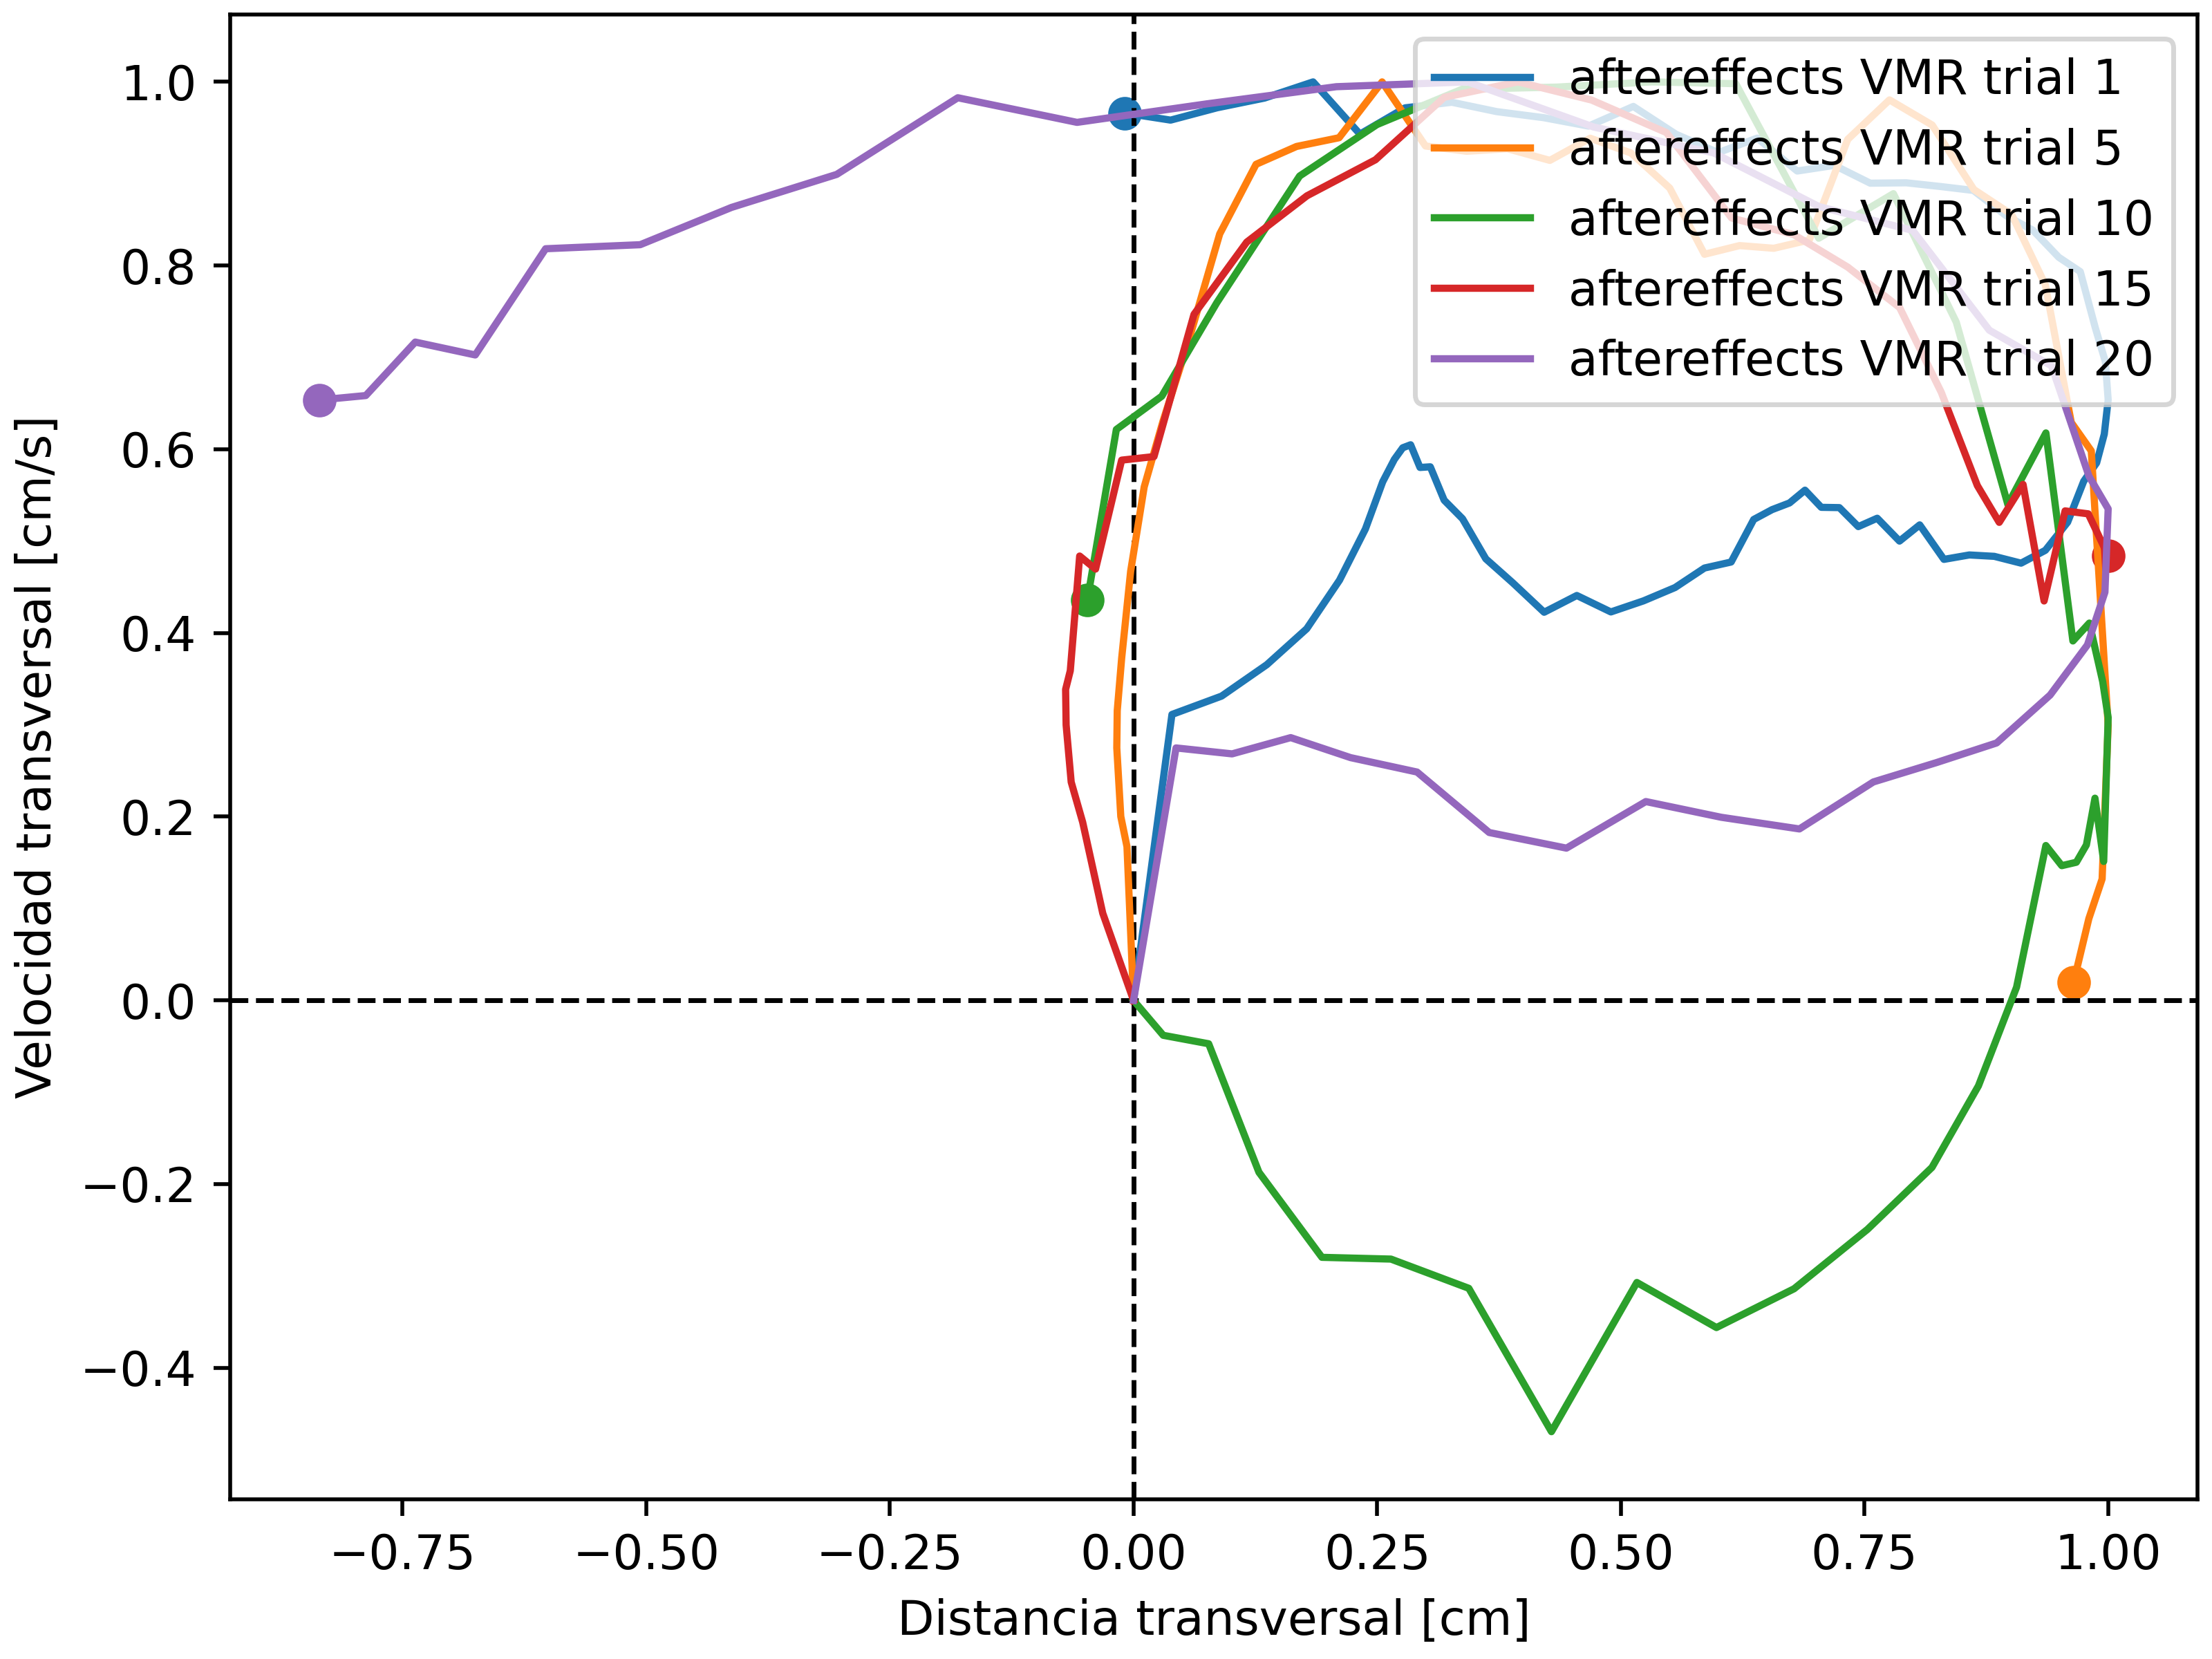 aftereffects VMR trial 1
aftereffects VMR trial 5
aftereffects VMR trial 10
aftereffects VMR trial 15
aftereffects VMR trial 20
1.0
0.8
0.6
0.4
0.2
0.0
−0.2
−0.4
Velocidad transversal [cm/s]
−0.75
−0.50
−0.25
0.00
0.25
0.50
0.75
1.00
Distancia transversal [cm]